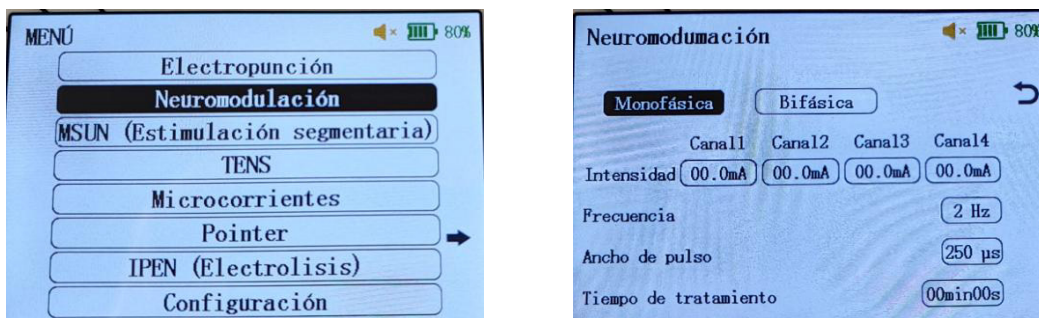 MENÚ 80%
Electropunción
Neuromodulación
MSUN (Estimulación segmentaria)
TENS
Microcorrientes
Pointer
IPEN (Electrolisis)
Configuración
Neuromodumación 80%
Monofásica Bifásica
Canal1 Canal2 Canal3 Canal4
Intensidad 00.0mA 00.0mA 00.0mA 00.0mA
Frecuencia 2 Hz
Ancho de pulso 250 μs
Tiempo de tratamiento 00min00s